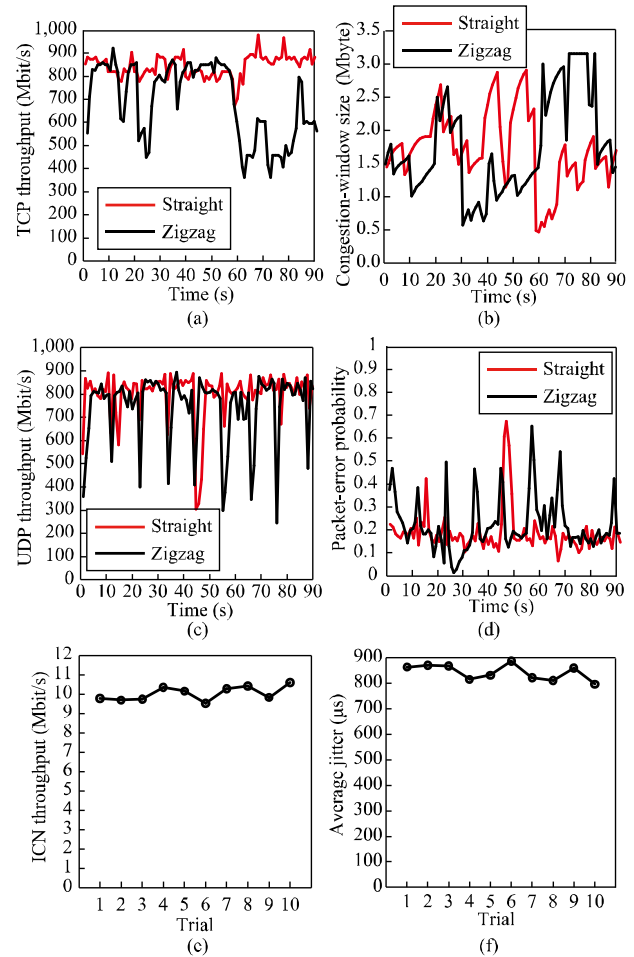 TCP throughput (Mbit/s)
1,000
900
800
700
600
500
400
300
200
100
0
Straight
Zigzag
0 10 20 30 40 50 60 70 80 90
Time (s)
(a)
Congestion-window size (Mbyte)
3.5
3.0
2.5
2.0
1.5
1.0
0.5
0.0
Straight
Zigzag
0 10 20 30 40 50 60 70 80 90
Time (s)
(b)
UDP throughput (Mbit/s)
1,000
900
800
700
600
500
400
300
200
100
0
Straight
Zigzag
0 10 20 30 40 50 60 70 80 90
Time (s)
(c)
Packet-error probability
1
0.9
0.8
0.7
0.6
0.5
0.4
0.3
0.2
0.1
0
Straight
Zigzag
0 10 20 30 40 50 60 70 80 90
Time (s)
(d)
ICN throughput (Mbit/s)
12
11
10
9
8
7
6
5
4
3
2
1
0
1 2 3 4 5 6 7 8 9 10
Trial
(e)
Average jitter (µs)
900
800
700
600
500
400
300
200
100
0
1 2 3 4 5 6 7 8 9 10
Trial
(f)